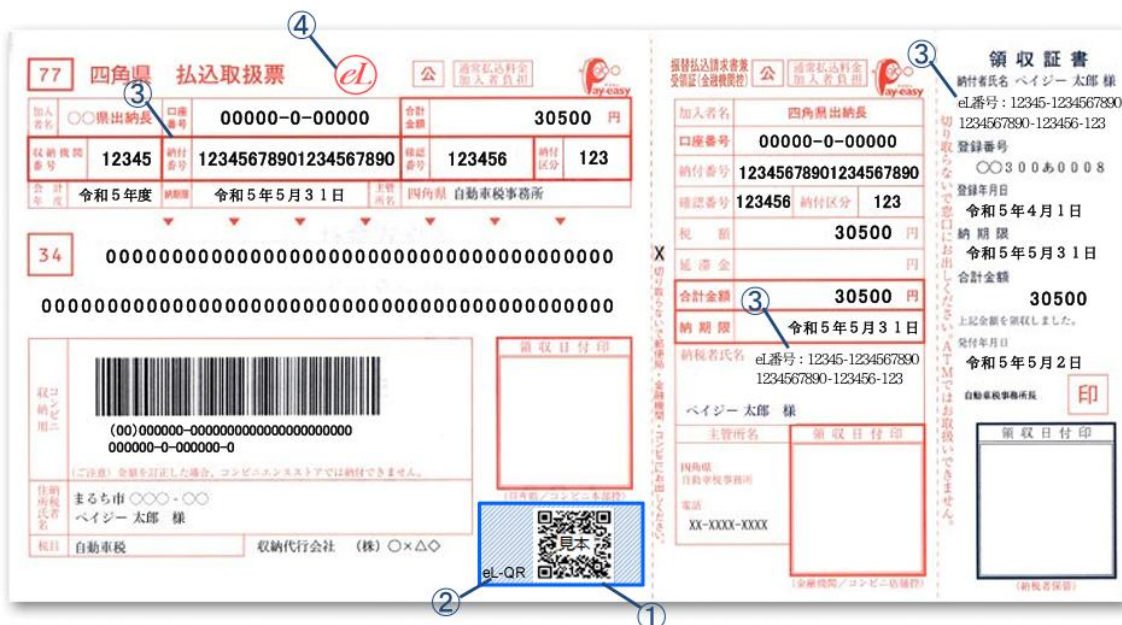 ④
77 四角県 払込取扱票 eL 公 通常払込料金加入者負担 Pay-easy
③
加入者名 〇〇県出納長 口座番号 00000-0-00000 合計金額 30500 円
収納機関番号 12345 納付番号 12345678901234567890 確認番号 123456 納付区分 123
会計年度 令和5年度 納期限 令和5年5月31日 主管所名 四角県 自動車税事務所
34 00000000000000000000000000000000000000
0000000000000000000000000000000000000000000
コンビニ収納用
(00)000000-0000000000000000000000
000000-0-000000-0
(ご注意) 金額を訂正した場合、コンビニエンスストアでは納付できません。
領収日付印
納税者住所氏名
まるち市 〇〇〇-〇〇
ペイジー 太郎 様
税目 自動車税 収納代行会社 (株)〇×△◇
見本
eL-QR
② ①
X 切り取らないで郵便局・金融機関・コンビニにお出しください。
振替払込請求書兼受領証(金融機関控) 公 通常払込料金加入者負担 Pay-easy
加入者名 四角県出納長
口座番号 00000-0-00000
納付番号 12345678901234567890
確認番号 123456 納付区分 123
税額 30500 円
延滞金 円
合計金額 30500 円
③
納期限 令和5年5月31日
納税者氏名 eL番号:12345-1234567890
1234567890-123456-123
ペイジー 太郎 様
主管所名 領収日付印
四角県
自動車税事務所
電話
XX-XXXX-XXXX
(金融機関/コンビニ店舗控)
切り取らないで窓口にお出しください。ATMではお取扱いできません。
③
領収証書
納付者氏名 ペイジー 太郎 様
eL番号:12345-1234567890
1234567890-123456-123
登録番号
〇〇300あ0008
登録年月日
令和5年4月1日
納期限
令和5年5月31日
合計金額
30500
上記金額を領収しました。
発付年月日
令和5年5月2日
自動車税事務所長 印
領収日付印
(納税者保管)